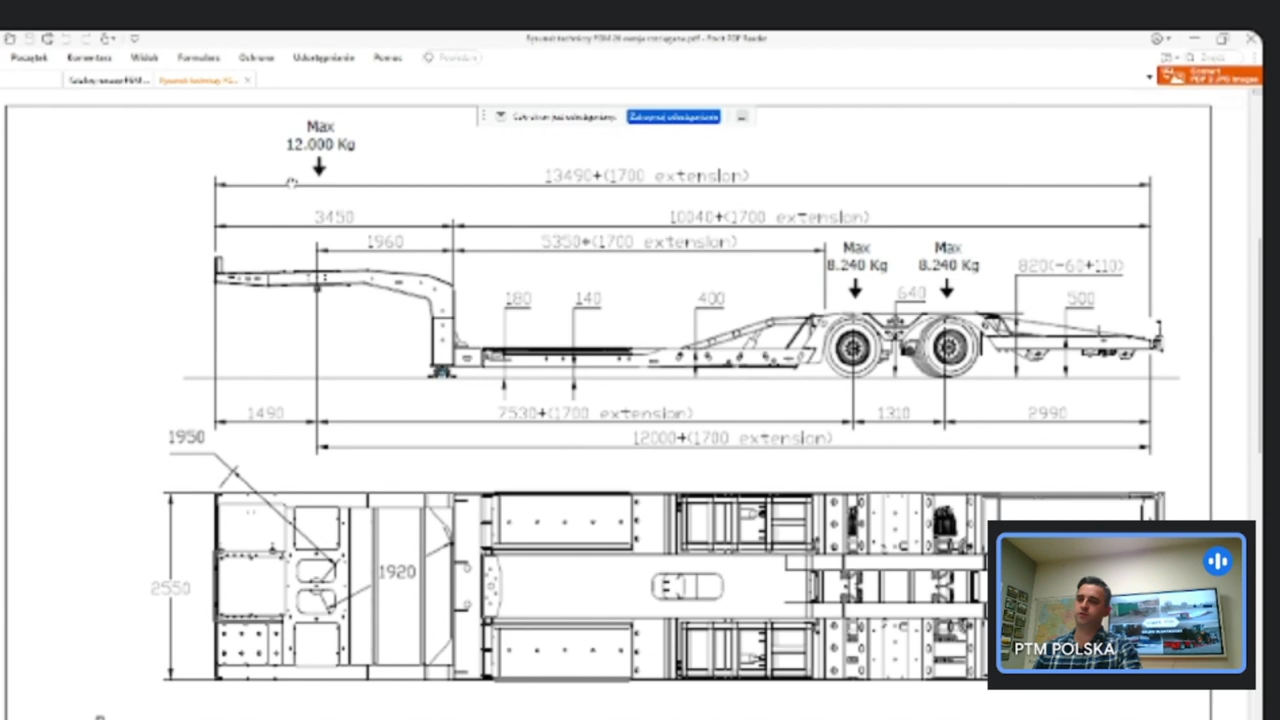 Początek Komentarz Widok Formularz Ochrona Udostępnianie Pomoc
Max
12.000 Kg
13490+(1700 extension)
3450
10040+(1700 extension)
1960
5350+(1700 extension)
Max
8.240 Kg
Max
8.240 Kg
820(-60+110)
180
140
400
640
500
1490
7530+(1700 extension)
1310
2990
1950
12000+(1700 extension)
2550
1920
PTM POLSKA